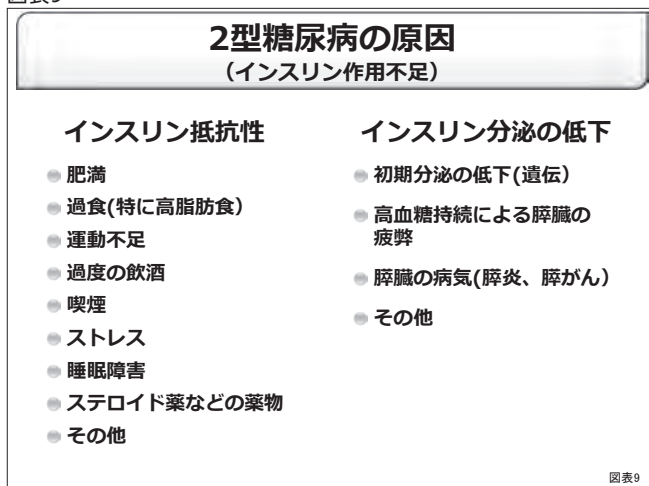 2型糖尿病の原因
（インスリン作用不足）
インスリン抵抗性
肥満
過食(特に高脂肪食）
運動不足
過度の飲酒
喫煙
ストレス
睡眠障害
ステロイド薬などの薬物
その他
インスリン分泌の低下
初期分泌の低下(遺伝）
高血糖持続による膵臓の
疲弊
膵臓の病気(膵炎、膵がん）
その他
図表9